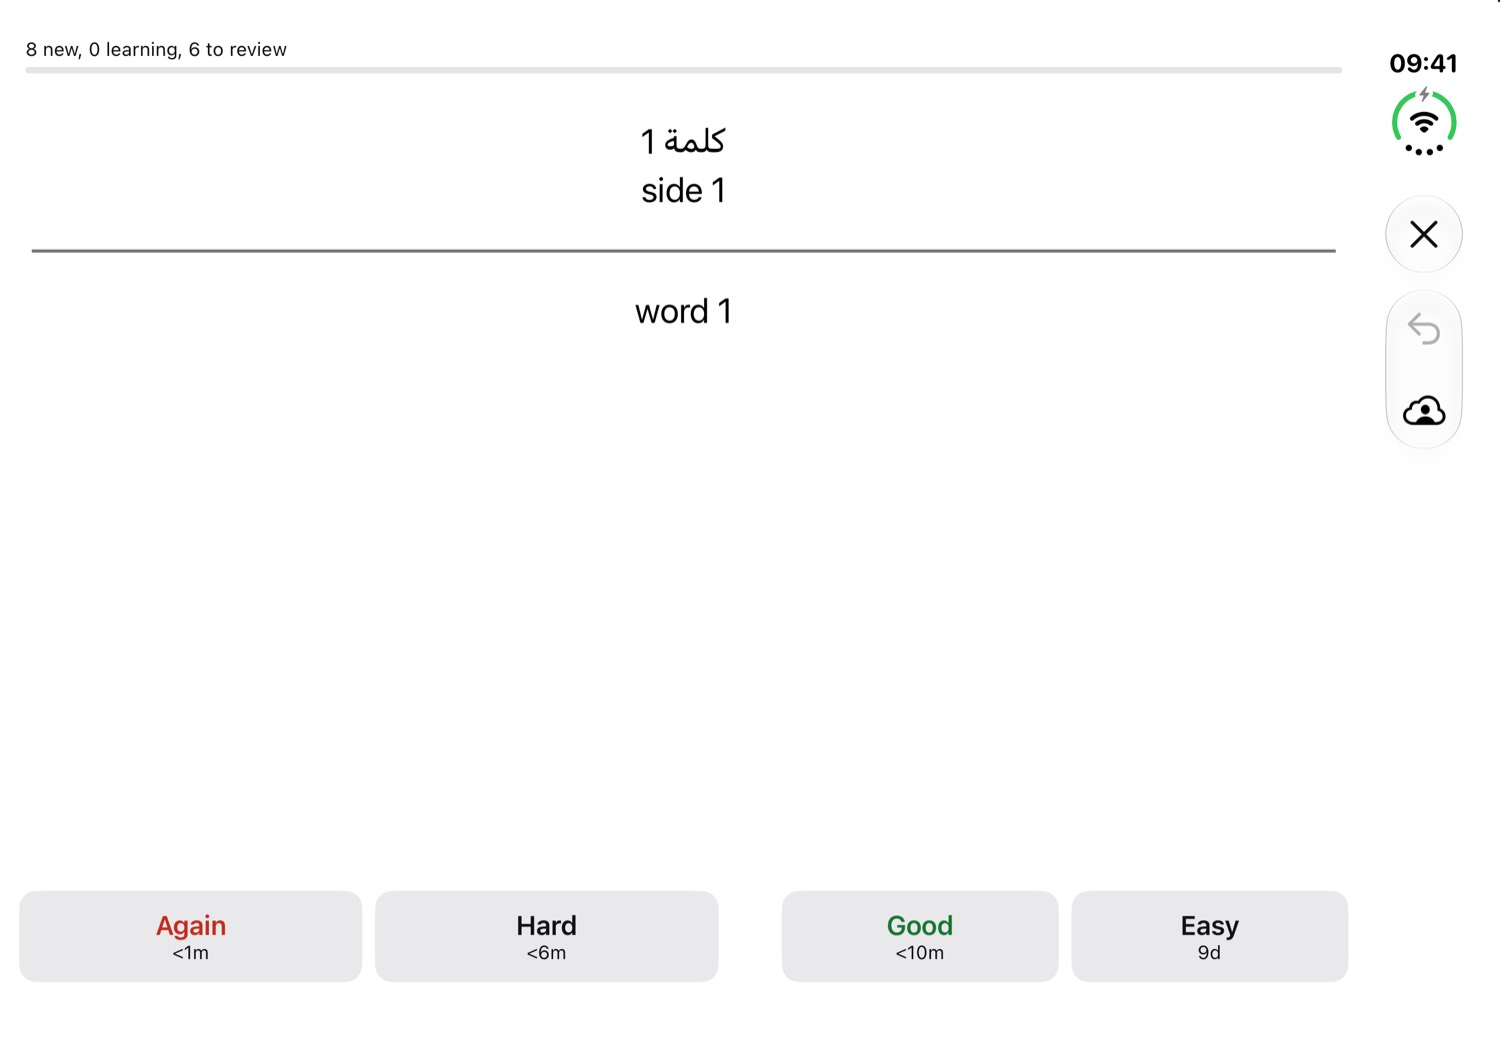 8 new, 0 learning, 6 to review
09:41
كلمة 1
side 1
word 1
Again
<1m
Hard
<6m
Good
<10m
Easy
9d